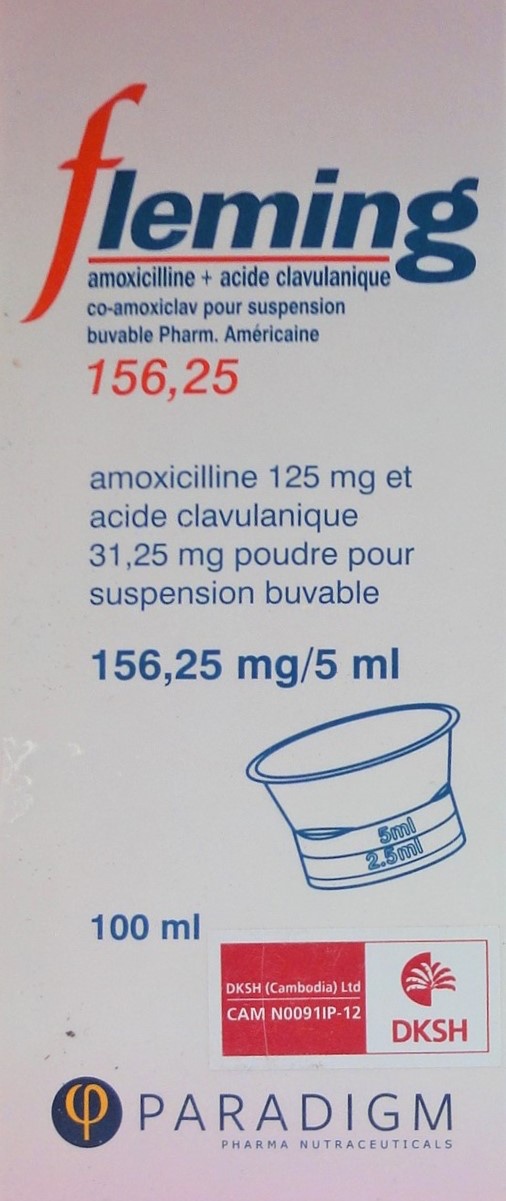 fleming
amoxicilline + acide clavulanique
co-amoxiclav pour suspension
buvable Pharm. Américaine
156,25
amoxicilline 125 mg et
acide clavulanique
31,25 mg poudre pour
suspension buvable
156,25 mg/5 ml
5ml
2.5ml
100 ml
DKSH (Cambodia) Ltd
CAM N0091IP-12
DKSH
φ PARADIGM
PHARMA NUTRACEUTICALS